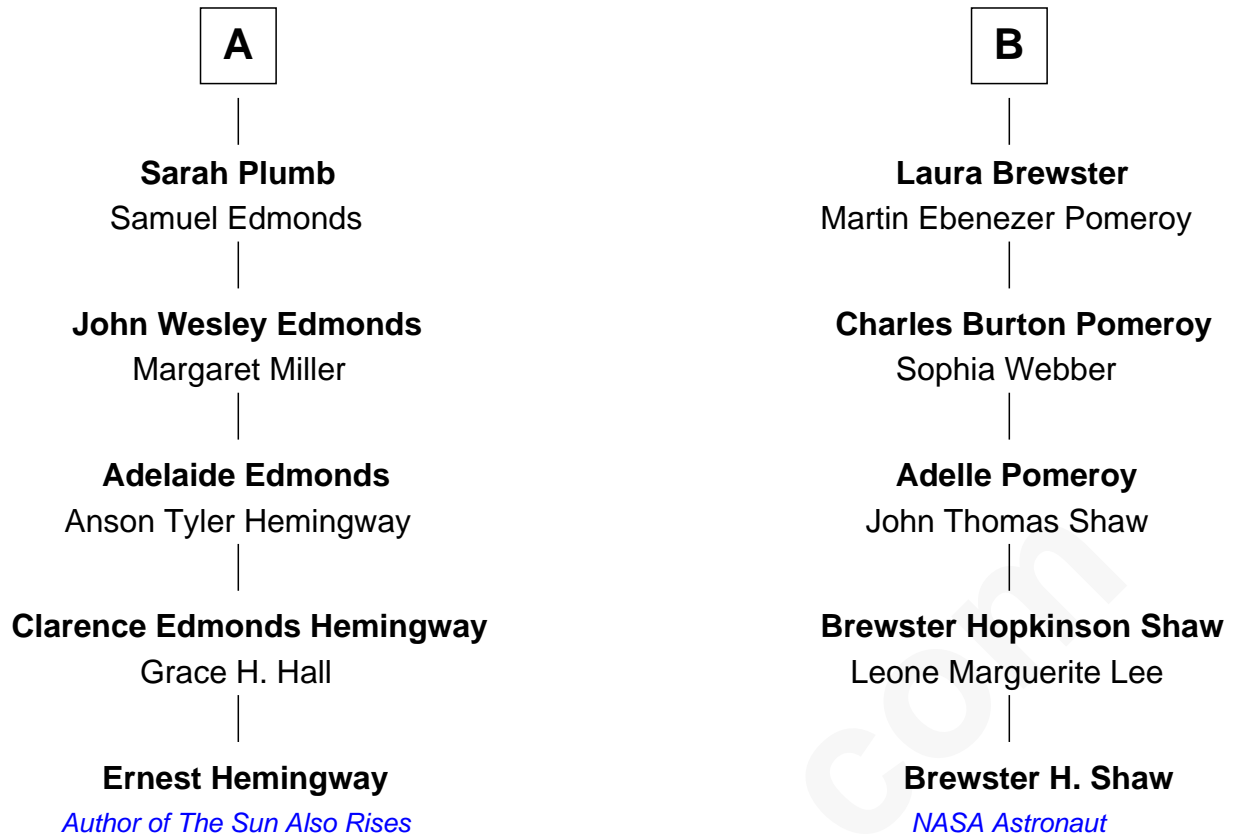 A
Sarah Plumb
Samuel Edmonds
John Wesley Edmonds
Margaret Miller
Adelaide Edmonds
Anson Tyler Hemingway
Clarence Edmonds Hemingway
Grace H. Hall
Ernest Hemingway
Author of The Sun Also Rises
B
Laura Brewster
Martin Ebenezer Pomeroy
Charles Burton Pomeroy
Sophia Webber
Adelle Pomeroy
John Thomas Shaw
Brewster Hopkinson Shaw
Leone Marguerite Lee
Brewster H. Shaw
NASA Astronaut
com